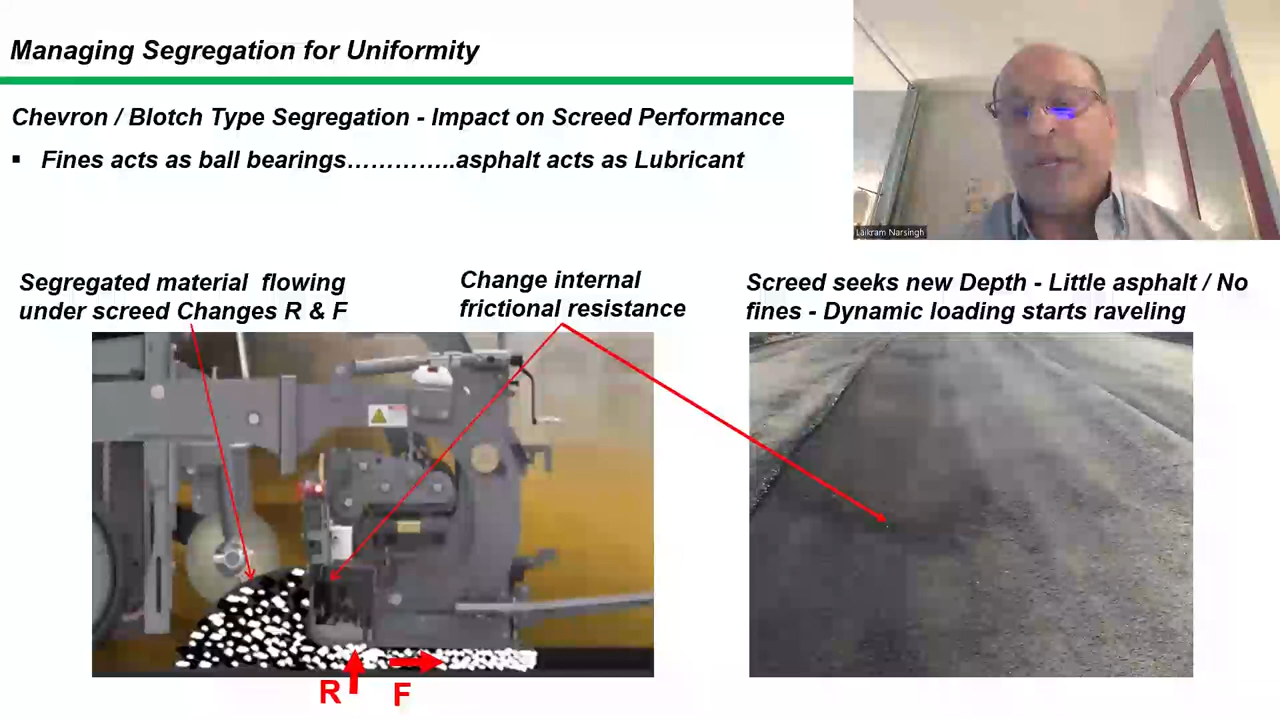 Managing Segregation for Uniformity
Chevron / Blotch Type Segregation - Impact on Screed Performance
▪ Fines acts as ball bearings…………..asphalt acts as Lubricant
Laikram Narsingh
Segregated material flowing
under screed Changes R & F
Change internal
frictional resistance
Screed seeks new Depth - Little asphalt / No
fines - Dynamic loading starts raveling
R
F